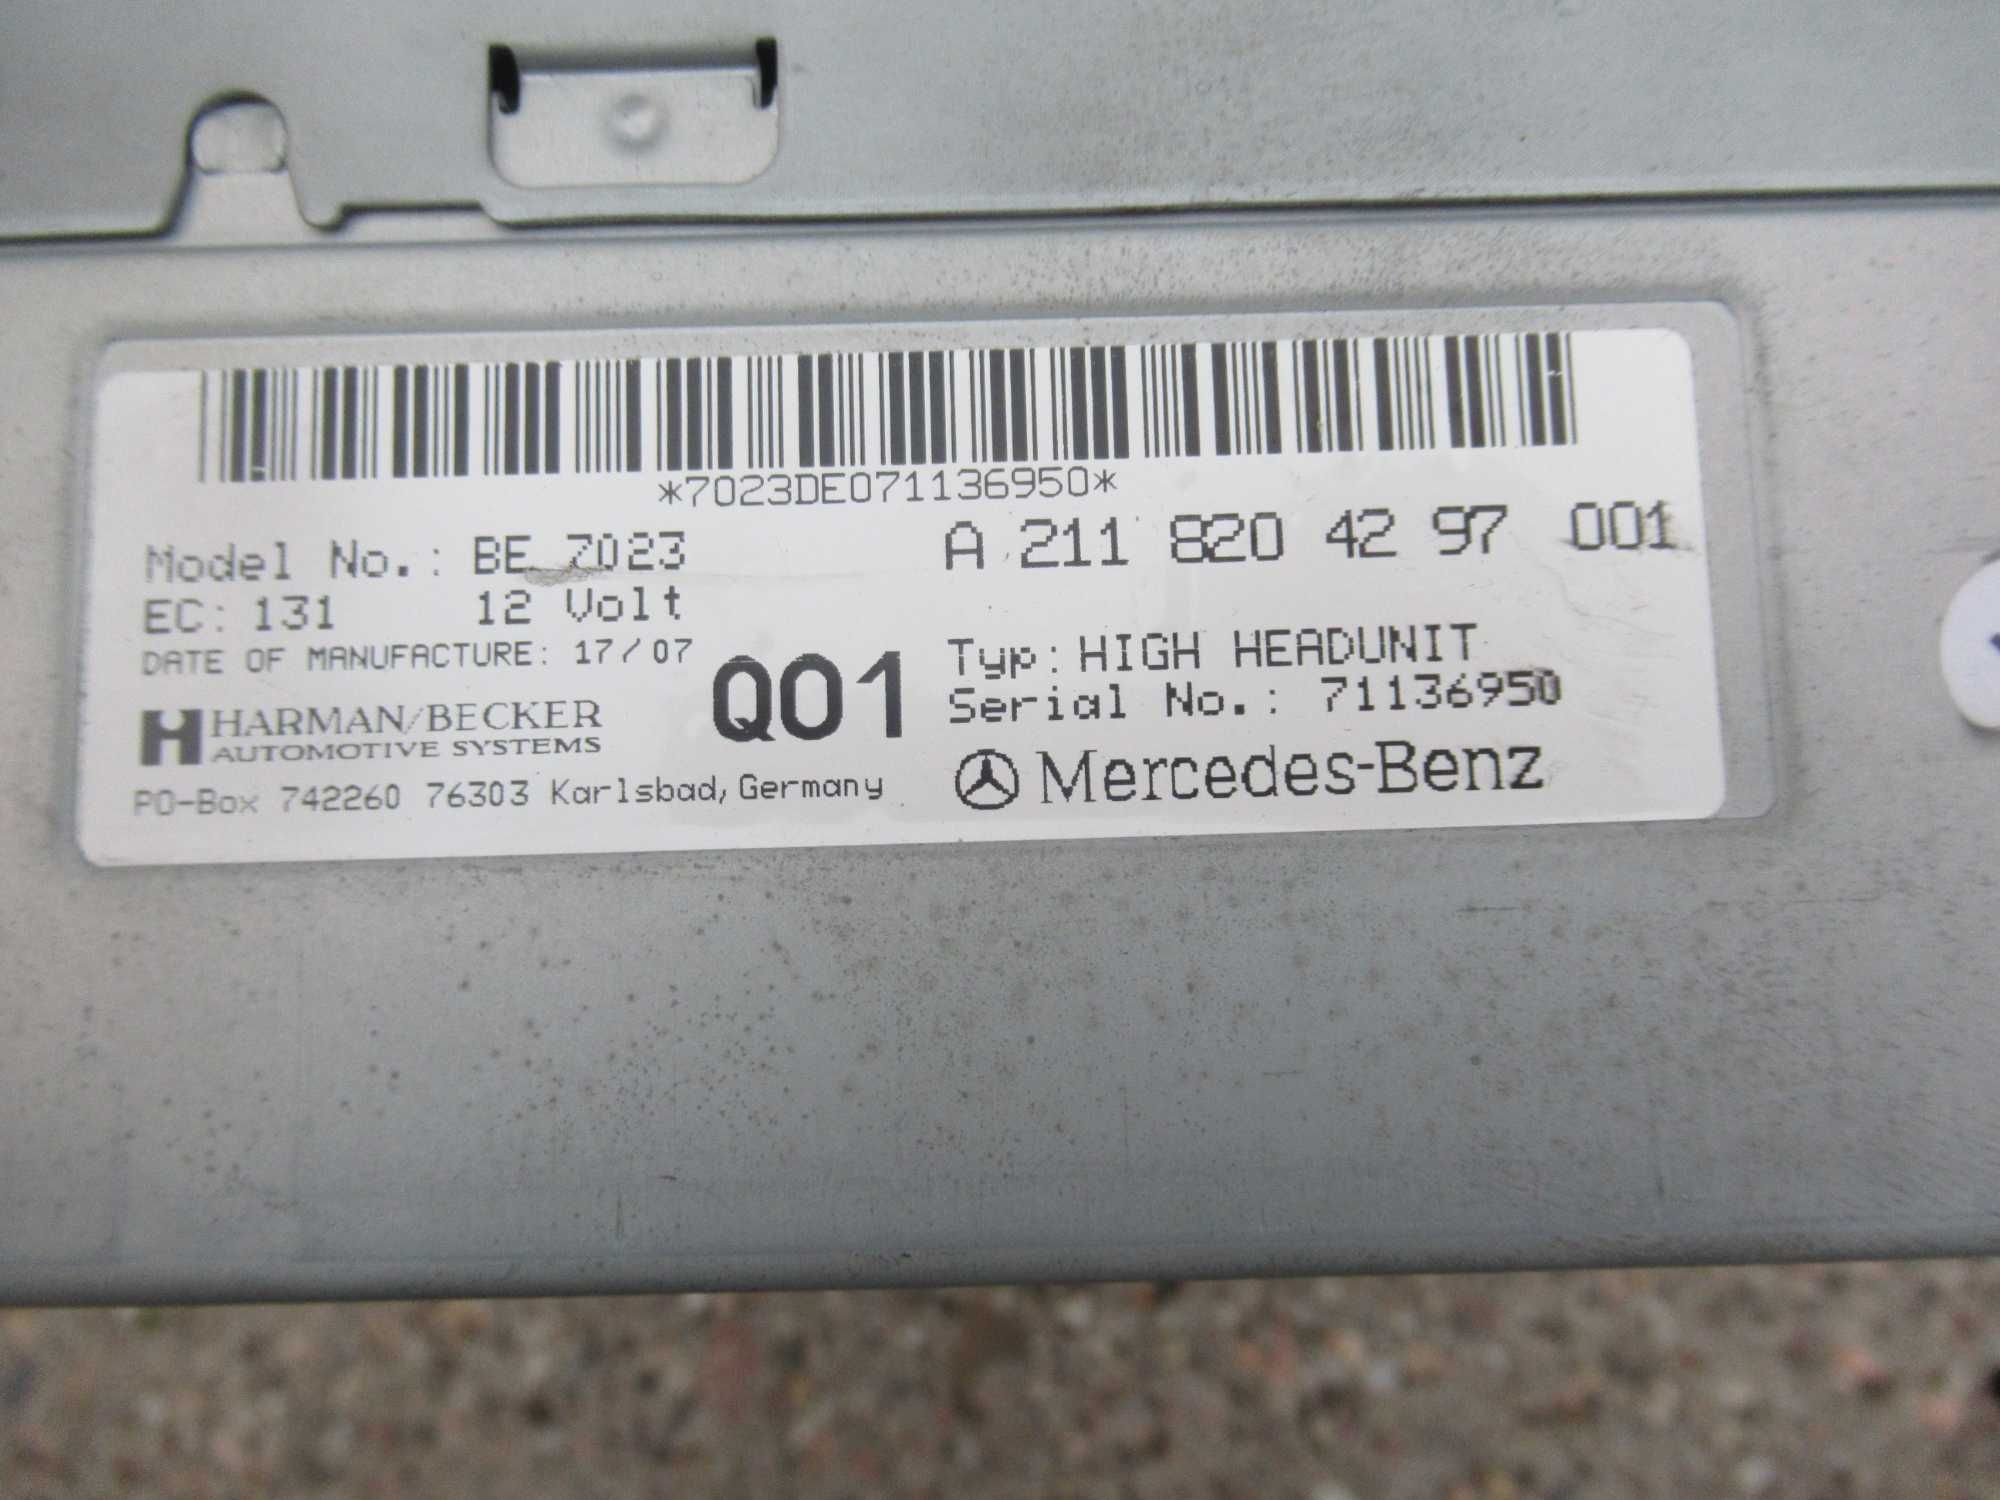 *7023DE071136950*
Model No.: BE 7023
A 211 820 42 97 001
EC: 131 12 Volt
DATE OF MANUFACTURE: 17/07
Q01
Typ: HIGH HEADUNIT
Serial No.: 71136950
HARMAN/BECKER
AUTOMOTIVE SYSTEMS
Mercedes-Benz
PO-Box 742260 76303 Karlsbad, Germany